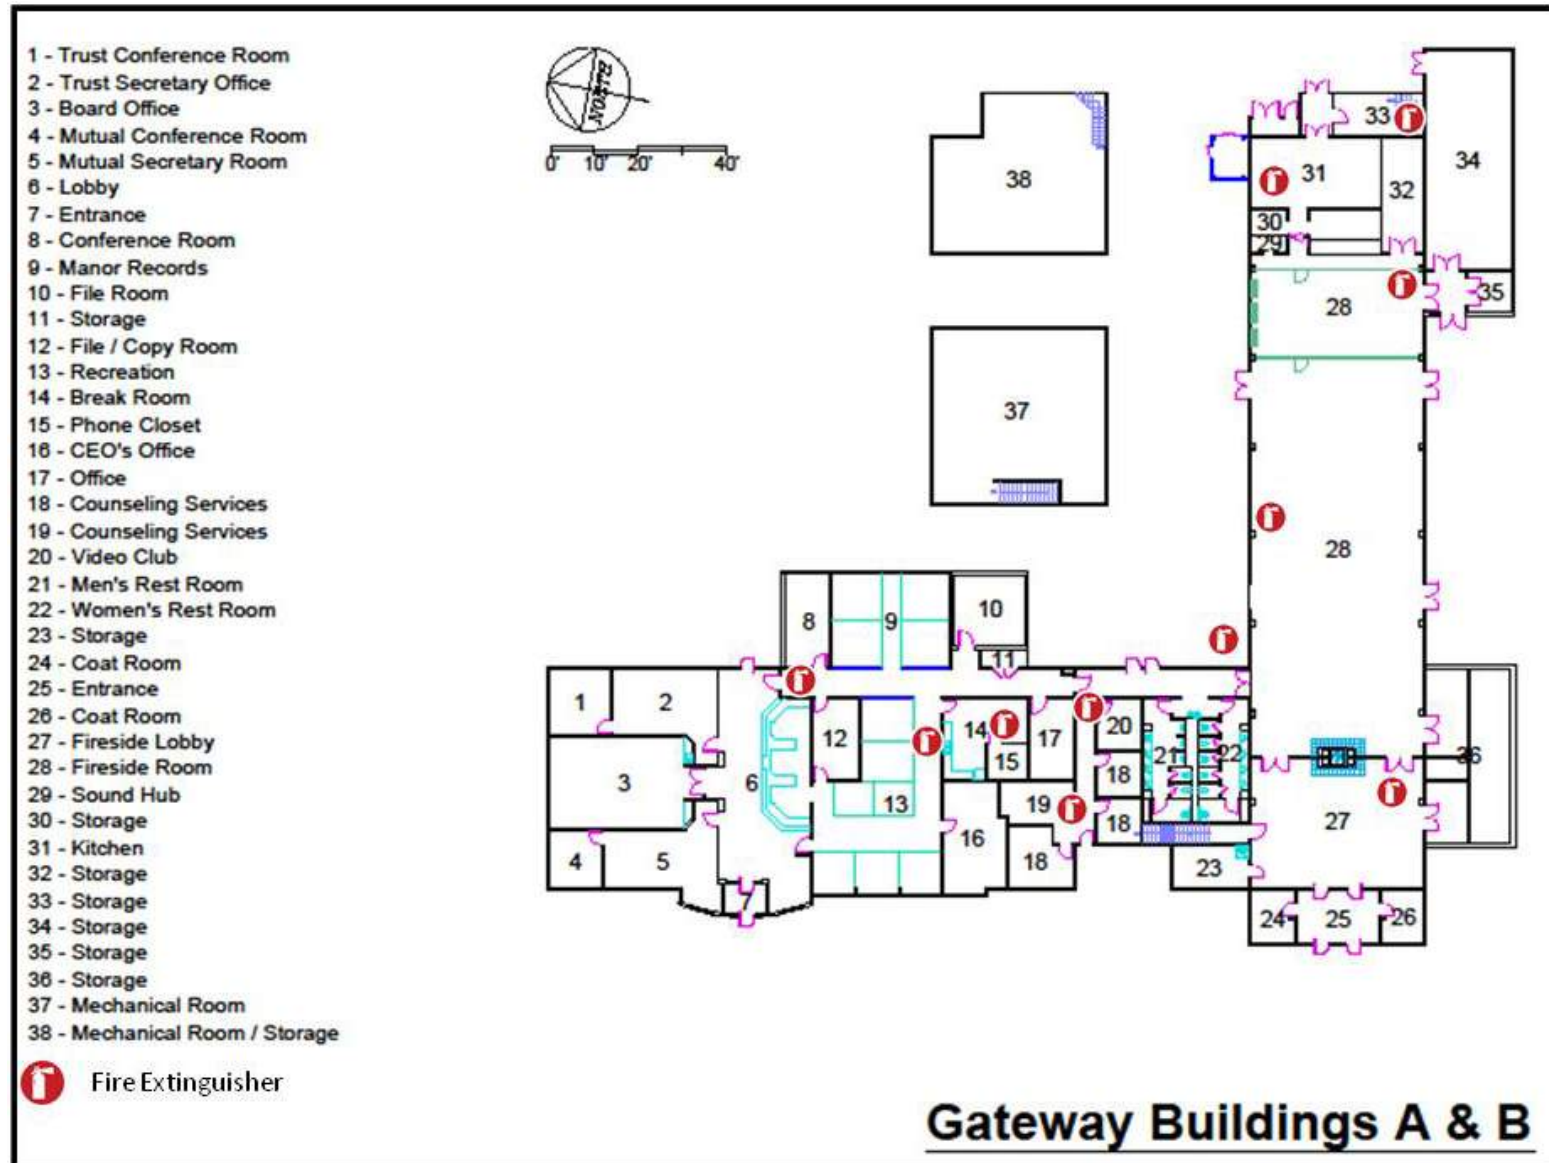 1 - Trust Conference Room
2 - Trust Secretary Office
3 - Board Office
4 - Mutual Conference Room
5 - Mutual Secretary Room
6 - Lobby
7 - Entrance
8 - Conference Room
9 - Manor Records
10 - File Room
11 - Storage
12 - File / Copy Room
13 - Recreation
14 - Break Room
15 - Phone Closet
16 - CEO's Office
17 - Office
18 - Counseling Services
19 - Counseling Services
20 - Video Club
21 - Men's Rest Room
22 - Women's Rest Room
23 - Storage
24 - Coat Room
25 - Entrance
26 - Coat Room
27 - Fireside Lobby
28 - Fireside Room
29 - Sound Hub
30 - Storage
31 - Kitchen
32 - Storage
33 - Storage
34 - Storage
35 - Storage
36 - Storage
37 - Mechanical Room
38 - Mechanical Room / Storage
Fire Extinguisher
NORTH
0' 10' 20' 40'
38
33
34
31
32
30
29
28
35
37
28
8
9
10
11
1
2
12
14
15
17
20
21
22
36
3
6
13
18
19
27
4
5
16
18
18
23
7
24
25
26
Gateway Buildings A & B